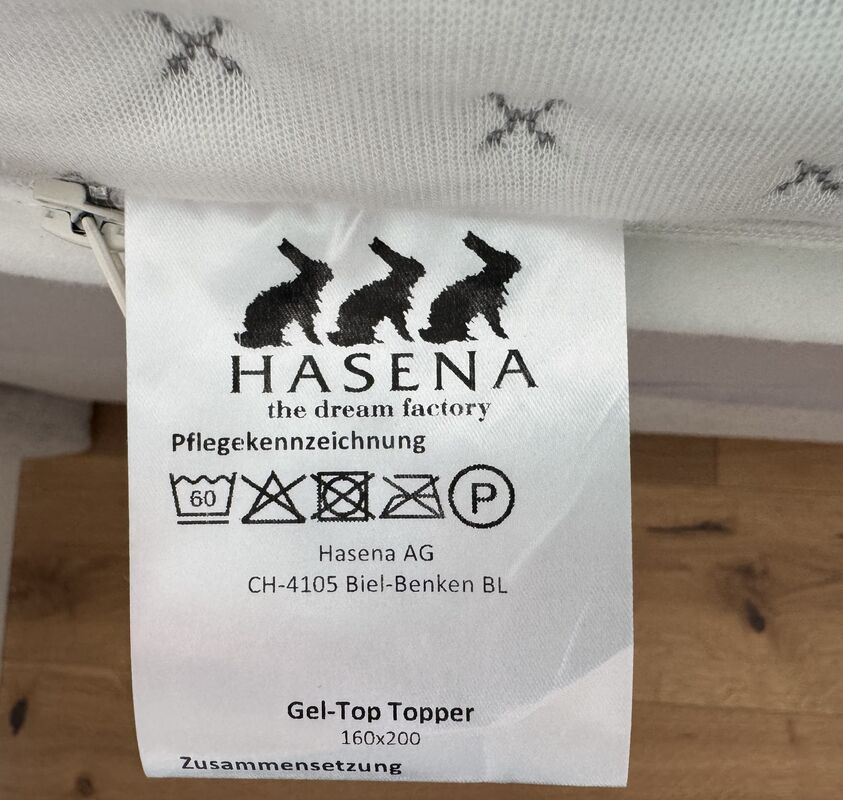 HASENA
the dream factory
Pflegekennzeichnung
60 P
Hasena AG
CH-4105 Biel-Benken BL
Gel-Top Topper
160x200
Zusammensetzung